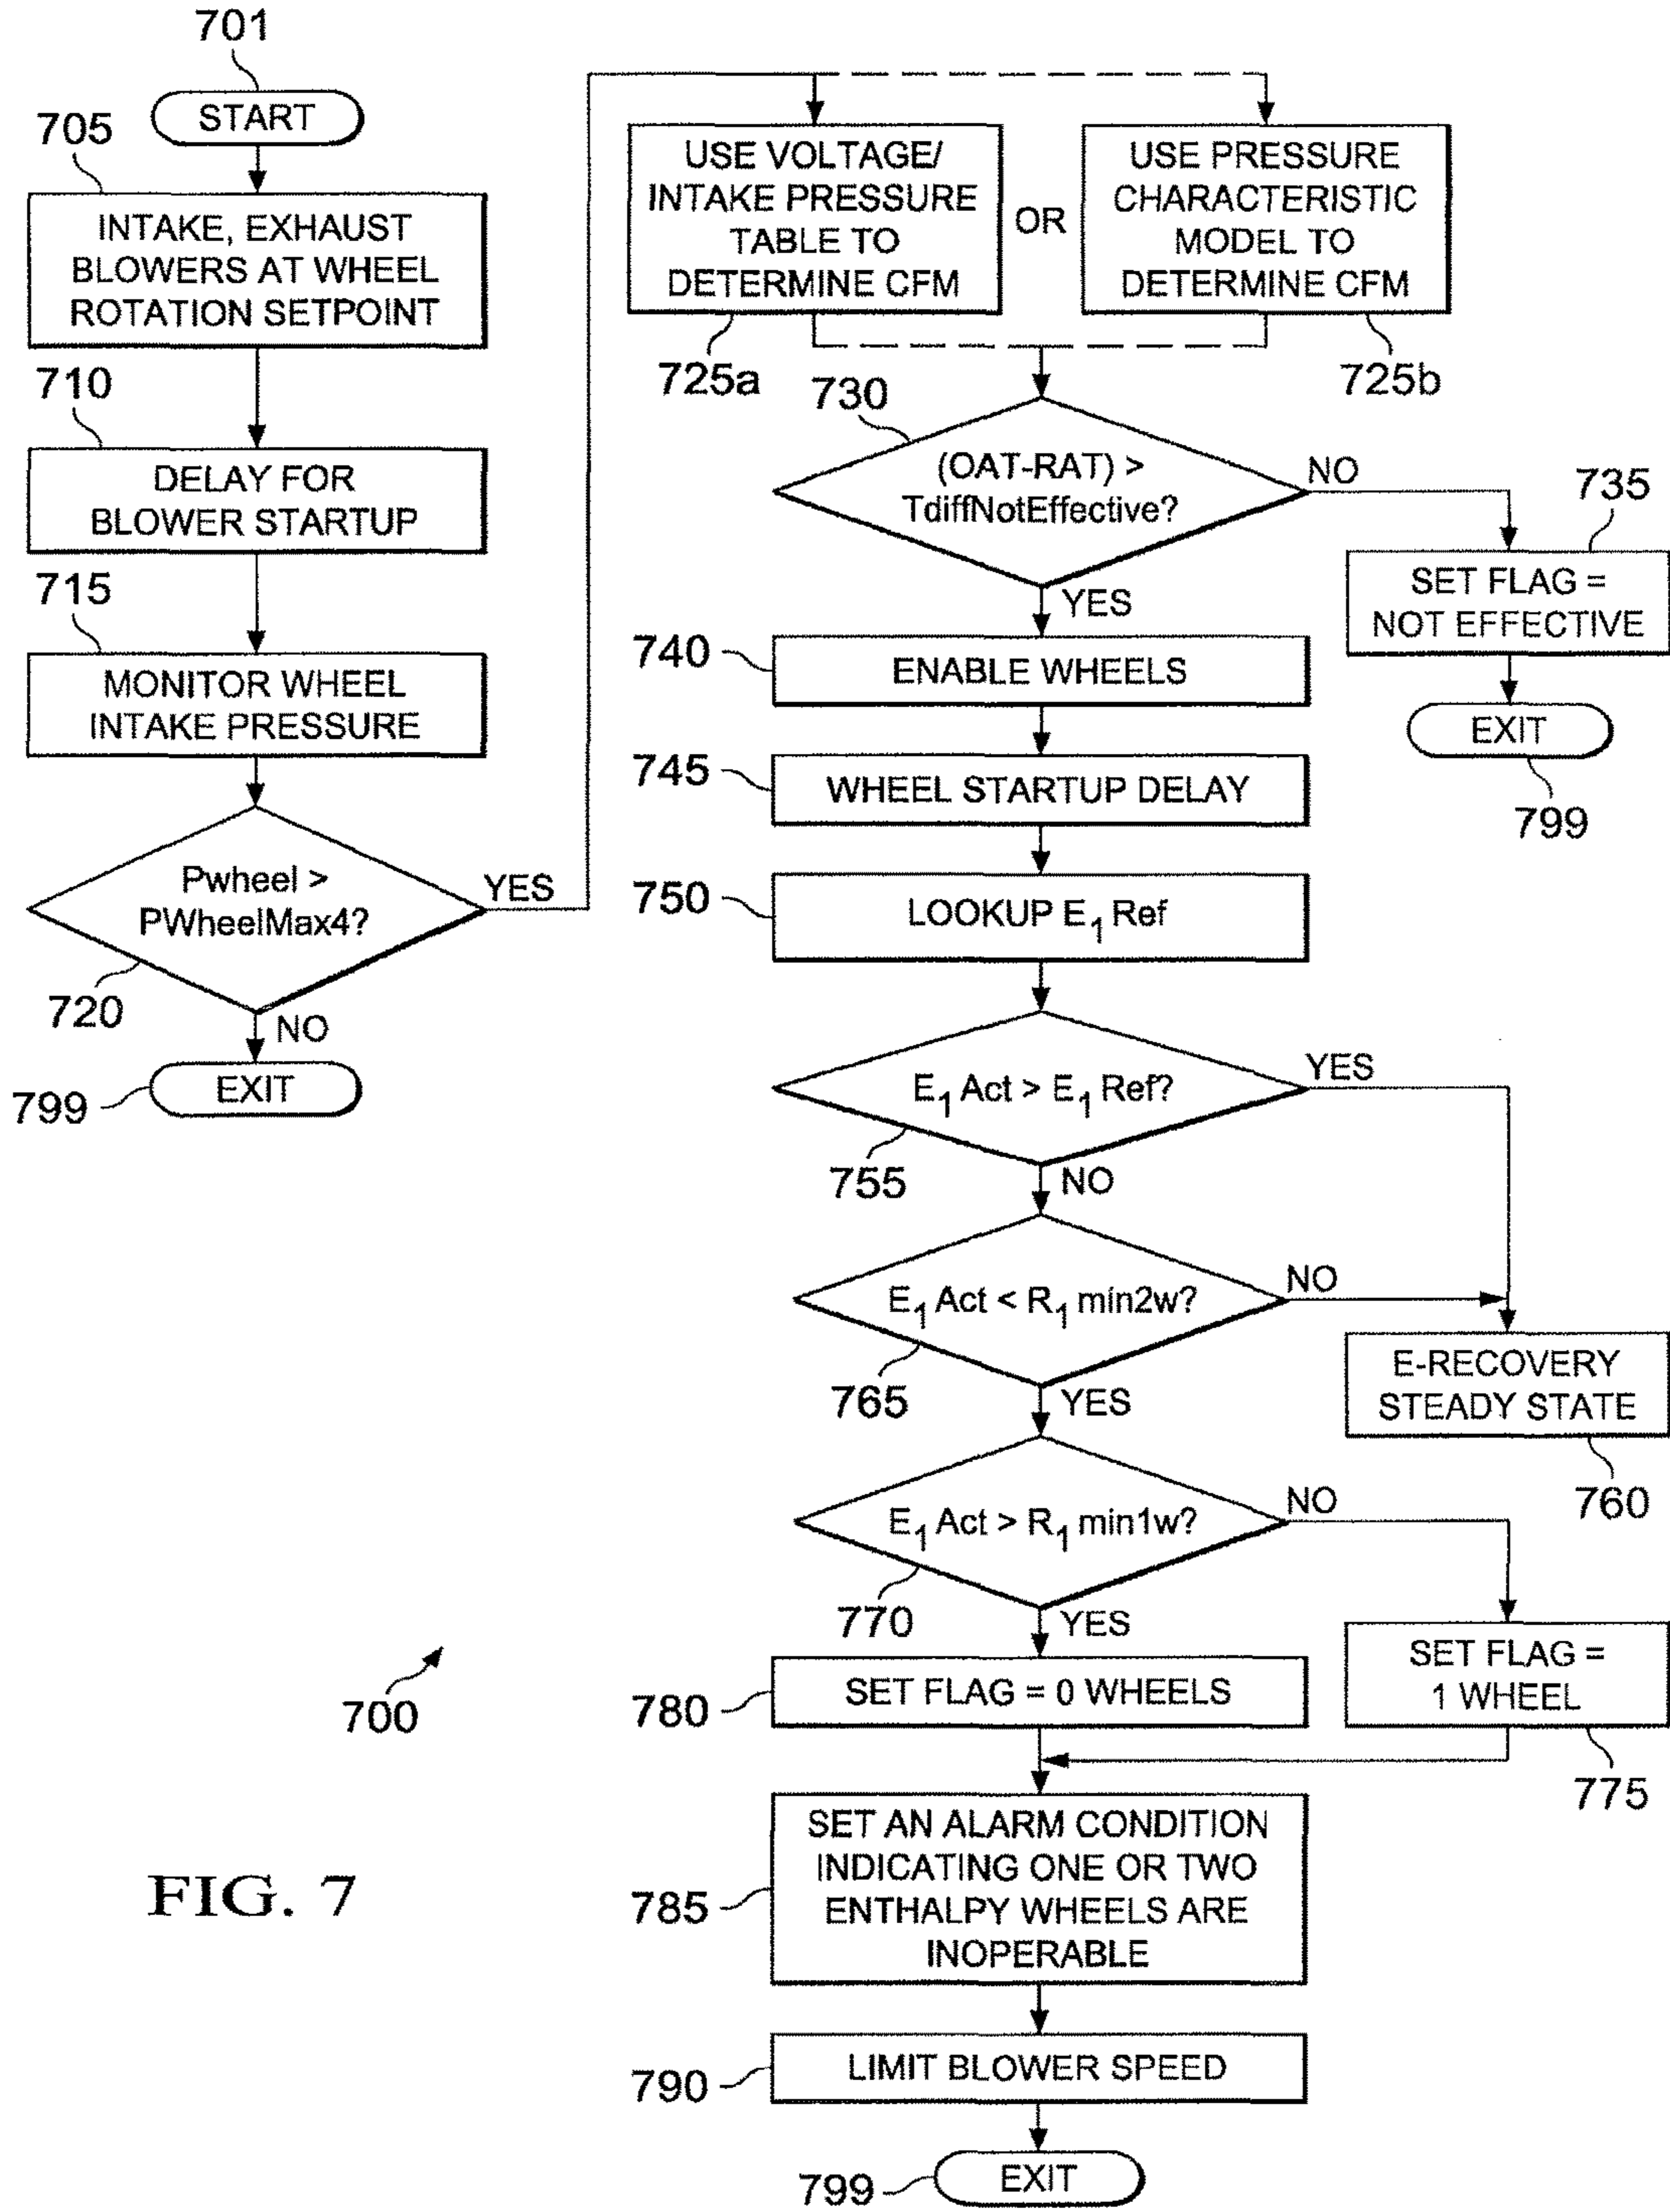 701
START
705
INTAKE, EXHAUST
BLOWERS AT WHEEL
ROTATION SETPOINT
710
DELAY FOR
BLOWER STARTUP
715
MONITOR WHEEL
INTAKE PRESSURE
Pwheel >
PWheelMax4?
YES
720
NO
EXIT
799
USE VOLTAGE/
INTAKE PRESSURE
TABLE TO
DETERMINE CFM
725a
OR
USE PRESSURE
CHARACTERISTIC
MODEL TO
DETERMINE CFM
725b
730
(OAT-RAT) >
TdiffNotEffective?
NO
735
SET FLAG =
NOT EFFECTIVE
EXIT
799
YES
740
ENABLE WHEELS
745
WHEEL STARTUP DELAY
750
LOOKUP E1 Ref
E1 Act > E1 Ref?
YES
755
NO
E1 Act < R1 min2w?
NO
765
YES
E-RECOVERY
STEADY STATE
760
E1 Act > R1 min1w?
NO
770
YES
SET FLAG =
1 WHEEL
775
780
SET FLAG = 0 WHEELS
785
SET AN ALARM CONDITION
INDICATING ONE OR TWO
ENTHALPY WHEELS ARE
INOPERABLE
790
LIMIT BLOWER SPEED
799
EXIT
700
FIG. 7